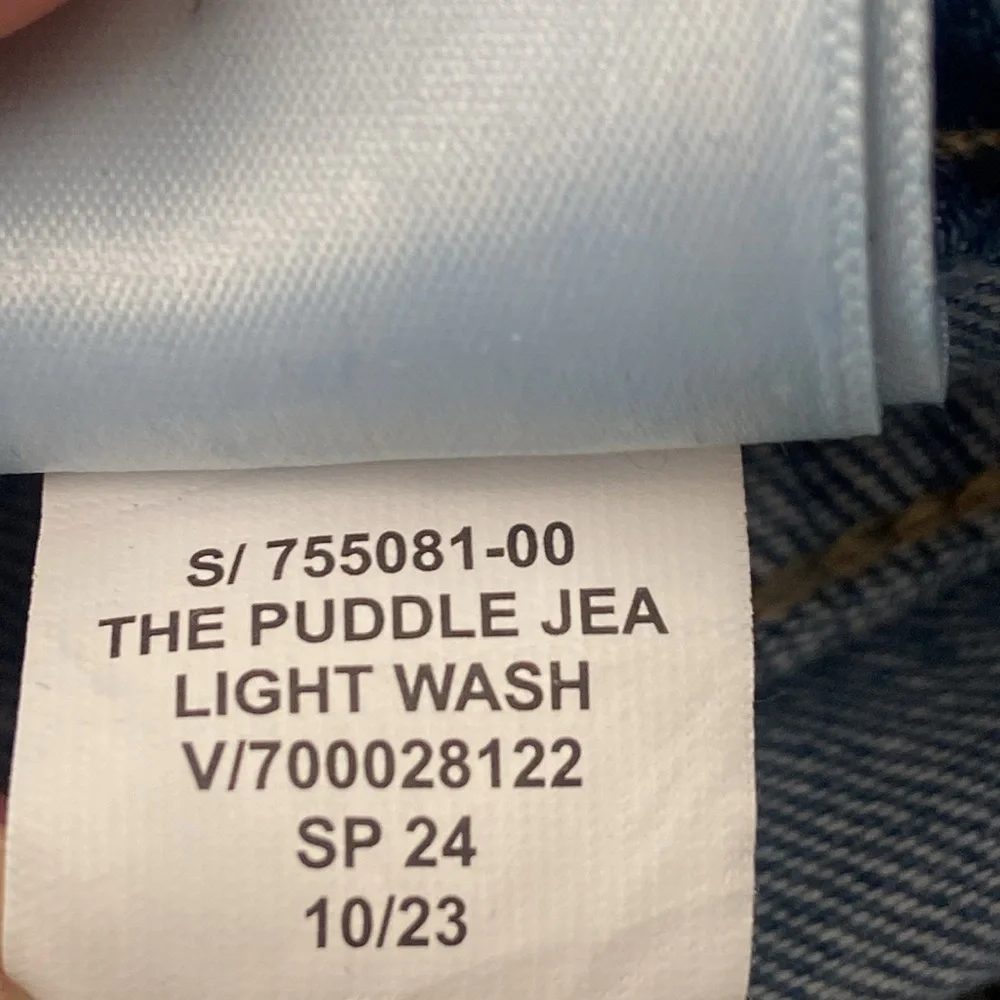 S/ 755081-00
THE PUDDLE JEA
LIGHT WASH
V/700028122
SP 24
10/23